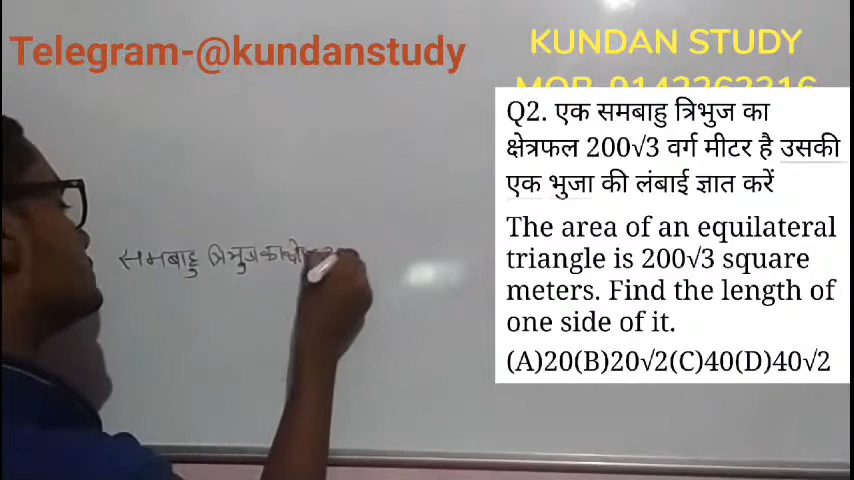 Telegram-@kundanstudy
KUNDAN STUDY
MOB-9142262316
Q2. एक समबाहु त्रिभुज का
क्षेत्रफल 200√3 वर्ग मीटर है उसकी
एक भुजा की लंबाई ज्ञात करें
The area of an equilateral
triangle is 200√3 square
meters. Find the length of
one side of it.
(A)20(B)20√2(C)40(D)40√2
समबाहु त्रिभुज का